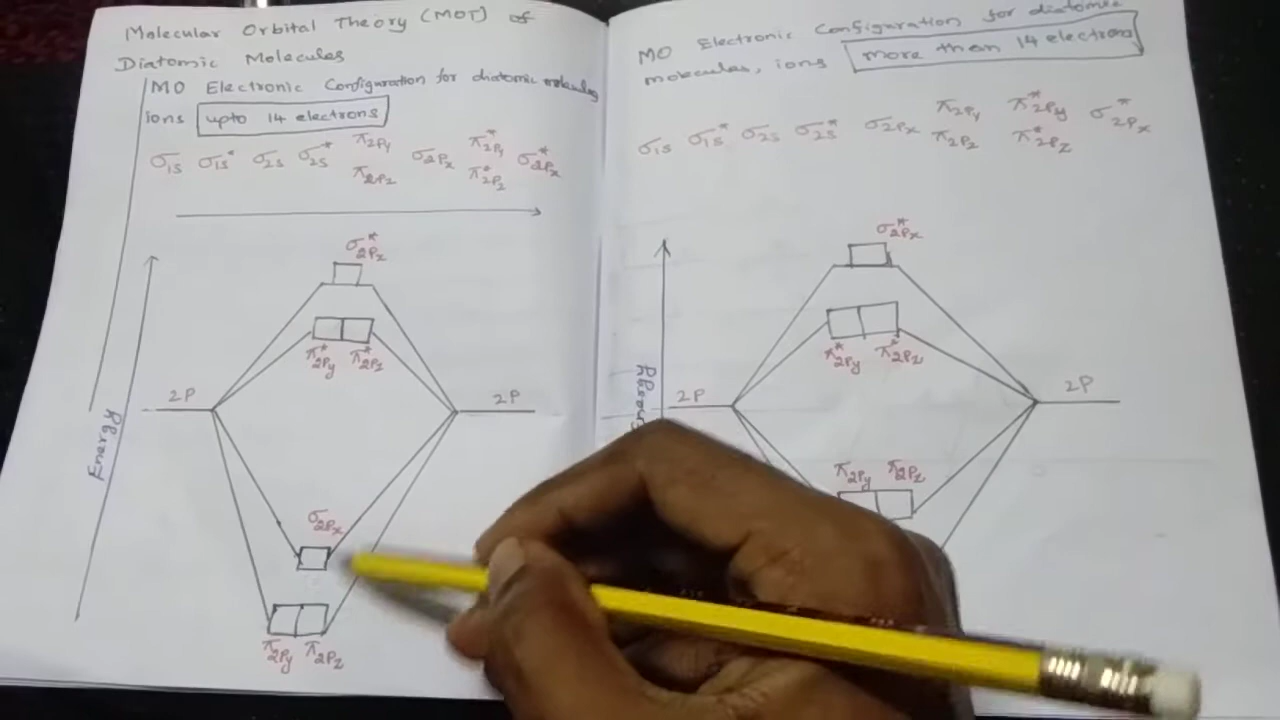 Molecular Orbital Theory (MOT) of
Diatomic Molecules
MO Electronic Configuration for diatomic molecules
ions upto 14 electrons
π2Py π*2Py
σ1s σ1s* σ2s σ2s* σ2Px σ*2Px
π2Pz π*2Pz
σ*2Px
π*2Py π*2Pz
2P 2P
Energy
σ2Px
π2Py π2Pz
MO Electronic Configuration for diatomic
molecules, ions more than 14 electrons
π2Py π*2Py
σ1s σ1s* σ2s σ2s* σ2Px σ*2Px
π2Pz π*2Pz
σ*2Px
π*2Py π*2Pz
2P 2P
π2Py π2Pz